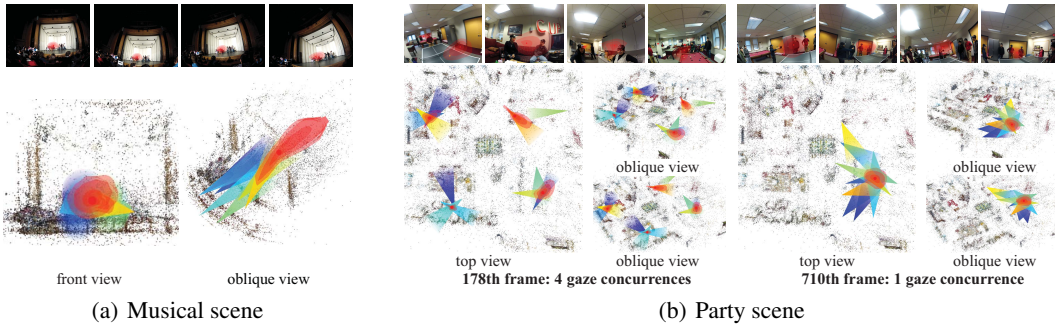 front view
oblique view
(a) Musical scene
oblique view
top view
oblique view
178th frame: 4 gaze concurrences
oblique view
top view
oblique view
710th frame: 1 gaze concurrence
(b) Party scene